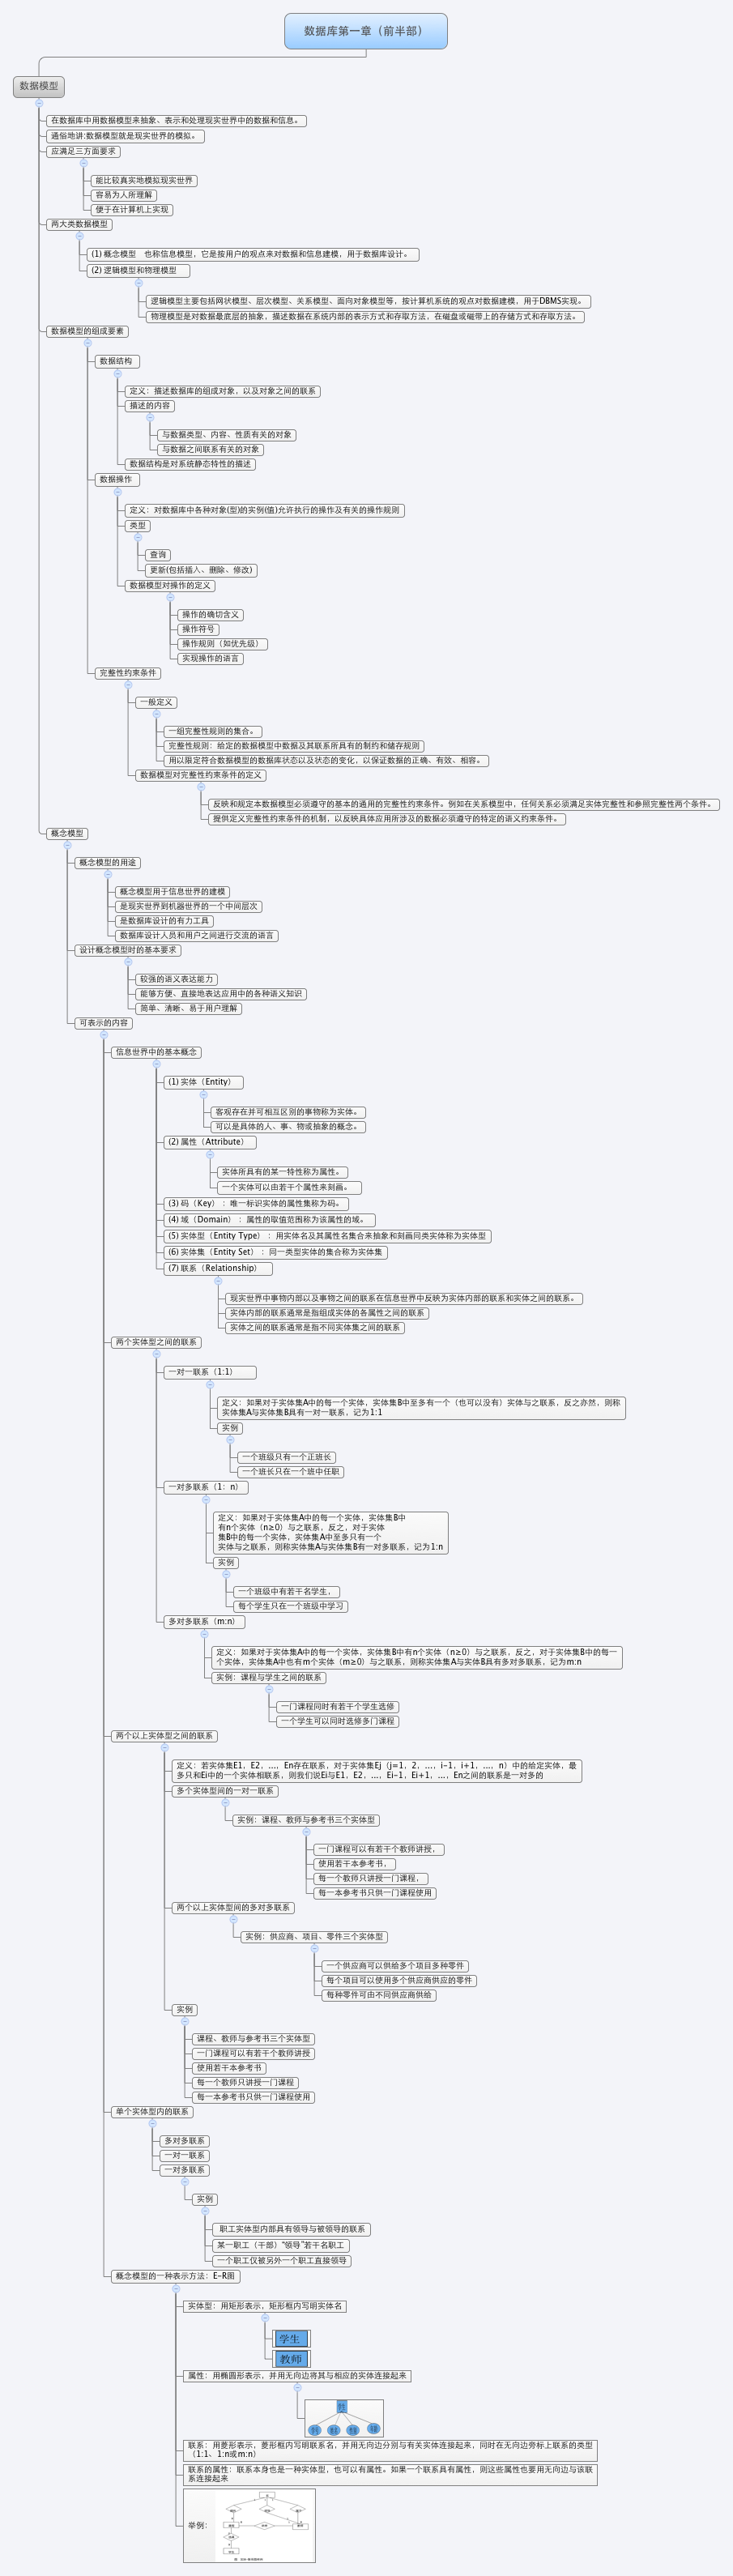 数据库第一章（前半部）
数据模型
在数据库中用数据模型来抽象、表示和处理现实世界中的数据和信息。
通俗地讲:数据模型就是现实世界的模拟。
应满足三方面要求
能比较真实地模拟现实世界
容易为人所理解
便于在计算机上实现
两大类数据模型
(1) 概念模型　也称信息模型，它是按用户的观点来对数据和信息建模，用于数据库设计。
(2) 逻辑模型和物理模型
逻辑模型主要包括网状模型、层次模型、关系模型、面向对象模型等，按计算机系统的观点对数据建模，用于DBMS实现。
物理模型是对数据最底层的抽象，描述数据在系统内部的表示方式和存取方法，在磁盘或磁带上的存储方式和存取方法。
数据模型的组成要素
数据结构
定义：描述数据库的组成对象，以及对象之间的联系
描述的内容
与数据类型、内容、性质有关的对象
与数据之间联系有关的对象
数据结构是对系统静态特性的描述
数据操作
定义：对数据库中各种对象(型)的实例(值)允许执行的操作及有关的操作规则
类型
查询
更新(包括插入、删除、修改)
数据模型对操作的定义
操作的确切含义
操作符号
操作规则（如优先级）
实现操作的语言
完整性约束条件
一般定义
一组完整性规则的集合。
完整性规则：给定的数据模型中数据及其联系所具有的制约和储存规则
用以限定符合数据模型的数据库状态以及状态的变化，以保证数据的正确、有效、相容。
数据模型对完整性约束条件的定义
反映和规定本数据模型必须遵守的基本的通用的完整性约束条件。例如在关系模型中，任何关系必须满足实体完整性和参照完整性两个条件。
提供定义完整性约束条件的机制，以反映具体应用所涉及的数据必须遵守的特定的语义约束条件。
概念模型
概念模型的用途
概念模型用于信息世界的建模
是现实世界到机器世界的一个中间层次
是数据库设计的有力工具
数据库设计人员和用户之间进行交流的语言
设计概念模型时的基本要求
较强的语义表达能力
能够方便、直接地表达应用中的各种语义知识
简单、清晰、易于用户理解
可表示的内容
信息世界中的基本概念
(1) 实体（Entity）
客观存在并可相互区别的事物称为实体。
可以是具体的人、事、物或抽象的概念。
(2) 属性（Attribute）
实体所具有的某一特性称为属性。
一个实体可以由若干个属性来刻画。
(3) 码（Key）：唯一标识实体的属性集称为码。
(4) 域（Domain）：属性的取值范围称为该属性的域。
(5) 实体型（Entity Type）：用实体名及其属性名集合来抽象和刻画同类实体称为实体型
(6) 实体集（Entity Set）：同一类型实体的集合称为实体集
(7) 联系（Relationship）
现实世界中事物内部以及事物之间的联系在信息世界中反映为实体内部的联系和实体之间的联系。
实体内部的联系通常是指组成实体的各属性之间的联系
实体之间的联系通常是指不同实体集之间的联系
两个实体型之间的联系
一对一联系（1:1）
定义：如果对于实体集A中的每一个实体，实体集B中至多有一个（也可以没有）实体与之联系，反之亦然，则称
实体集A与实体集B具有一对一联系，记为1:1
实例
一个班级只有一个正班长
一个班长只在一个班中任职
一对多联系（1：n）
定义：如果对于实体集A中的每一个实体，实体集B中
有n个实体（n≥0）与之联系，反之，对于实体
集B中的每一个实体，实体集A中至多只有一个
实体与之联系，则称实体集A与实体集B有一对多联系，记为1:n
实例
一个班级中有若干名学生，
每个学生只在一个班级中学习
多对多联系（m:n）
定义：如果对于实体集A中的每一个实体，实体集B中有n个实体（n≥0）与之联系，反之，对于实体集B中的每一
个实体，实体集A中也有m个实体（m≥0）与之联系，则称实体集A与实体B具有多对多联系，记为m:n
实例：课程与学生之间的联系
一门课程同时有若干个学生选修
一个学生可以同时选修多门课程
两个以上实体型之间的联系
定义：若实体集E1，E2，...，En存在联系，对于实体集Ej（j=1，2，...，i-1，i+1，...，n）中的给定实体，最
多只和Ei中的一个实体相联系，则我们说Ei与E1，E2，...，Ei-1，Ei+1，...，En之间的联系是一对多的
多个实体型间的一对一联系
实例：课程、教师与参考书三个实体型
一门课程可以有若干个教师讲授，
使用若干本参考书，
每一个教师只讲授一门课程，
每一本参考书只供一门课程使用
两个以上实体型间的多对多联系
实例：供应商、项目、零件三个实体型
一个供应商可以供给多个项目多种零件
每个项目可以使用多个供应商供应的零件
每种零件可由不同供应商供给
实例
课程、教师与参考书三个实体型
一门课程可以有若干个教师讲授
使用若干本参考书
每一个教师只讲授一门课程
每一本参考书只供一门课程使用
单个实体型内的联系
多对多联系
一对一联系
一对多联系
实例
职工实体型内部具有领导与被领导的联系
某一职工（干部）“领导”若干名职工
一个职工仅被另外一个职工直接领导
概念模型的一种表示方法：E-R图
实体型：用矩形表示，矩形框内写明实体名
学生
教师
属性：用椭圆形表示，并用无向边将其与相应的实体连接起来
联系：用菱形表示，菱形框内写明联系名，并用无向边分别与有关实体连接起来，同时在无向边旁标上联系的类型
（1:1、1:n或m:n）
联系的属性：联系本身也是一种实体型，也可以有属性。如果一个联系具有属性，则这些属性也要用无向边与该联
系连接起来
举例：